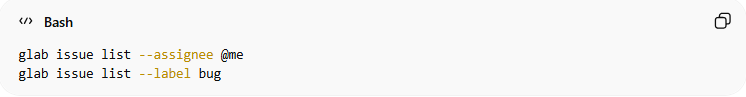 Bash
glab issue list --assignee @me
glab issue list --label bug